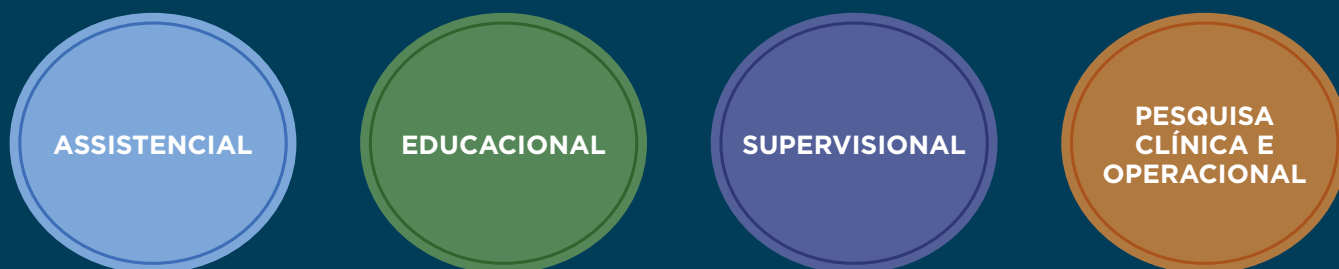 ASSISTENCIAL
EDUCACIONAL
SUPERVISIONAL
PESQUISA
CLÍNICA E
OPERACIONAL